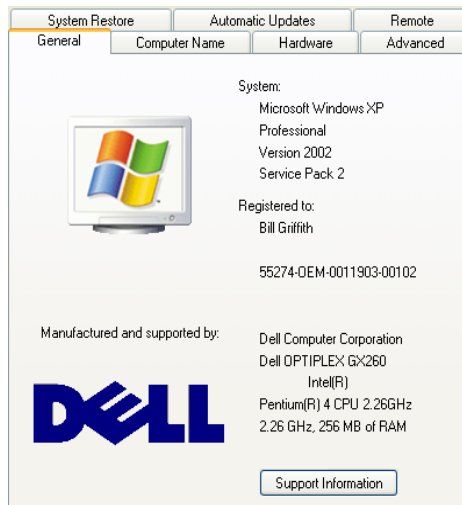 System Restore Automatic Updates Remote
General Computer Name Hardware Advanced
System:
Microsoft Windows XP
Professional
Version 2002
Service Pack 2
Registered to:
Bill Griffith
55274-OEM-0011903-00102
Manufactured and supported by:
Dell Computer Corporation
Dell OPTIPLEX GX260
Intel(R)
Pentium(R) 4 CPU 2.26GHz
2.26 GHz, 256 MB of RAM
DELL
Support Information